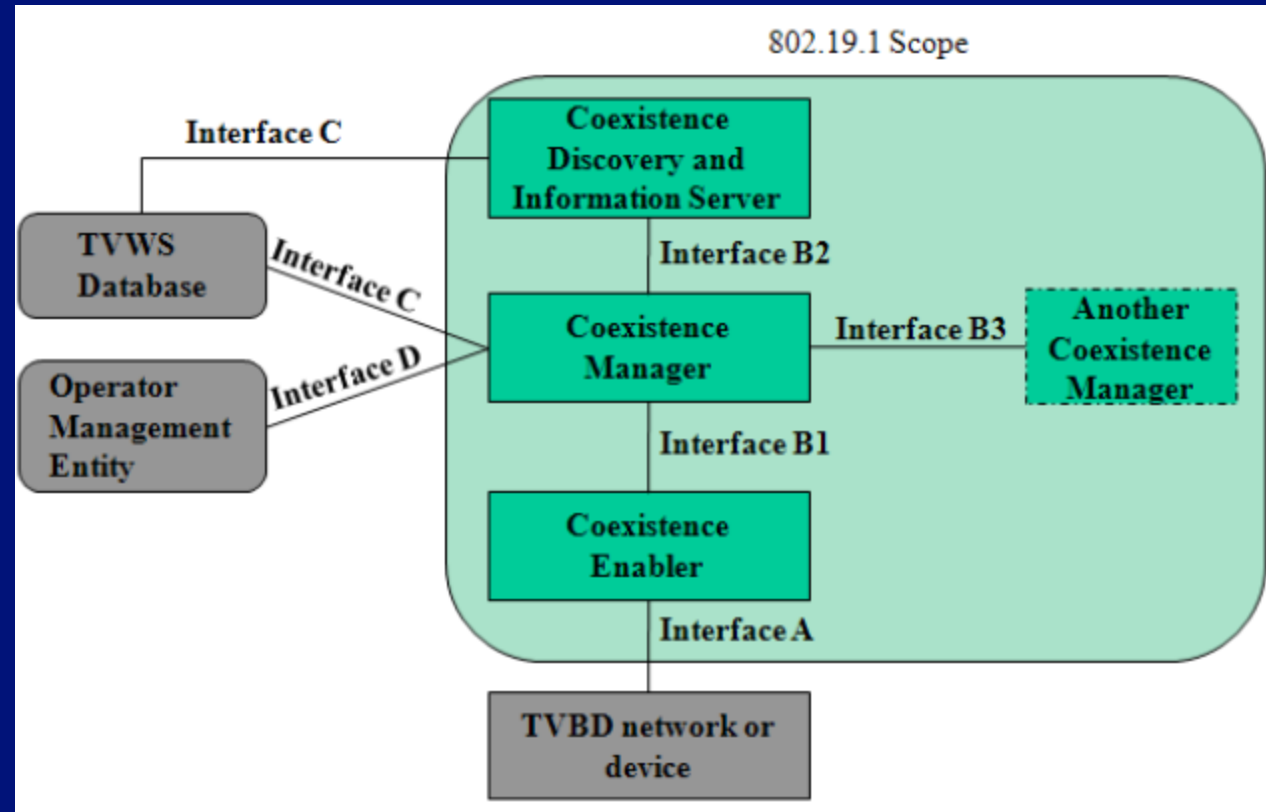 802.19.1 Scope
Coexistence
Discovery and
Information Server
Interface C
TVWS
Database
Interface C
Interface B2
Coexistence
Manager
Interface B3
Another
Coexistence
Manager
Operator
Management
Entity
Interface D
Interface B1
Coexistence
Enabler
Interface A
TVBD network or
device